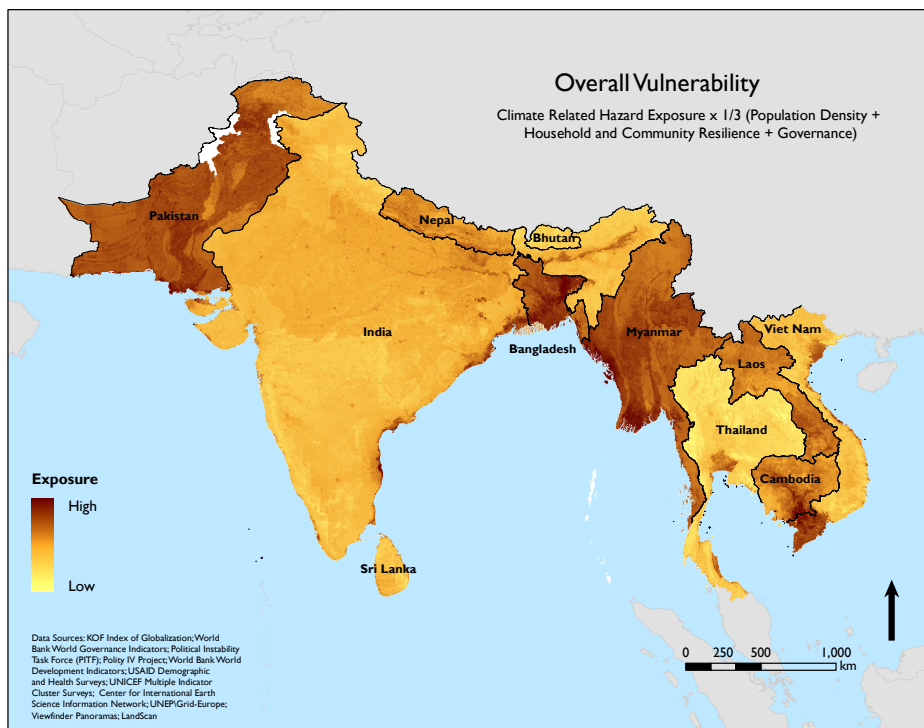 Overall Vulnerability
Climate Related Hazard Exposure x 1/3 (Population Density +
Household and Community Resilience + Governance)
Pakistan
Nepal
Bhutan
India
Bangladesh
Myanmar
Viet Nam
Laos
Thailand
Cambodia
Sri Lanka
Exposure
High
Low
Data Sources: KOF Index of Globalization; World
Bank World Governance Indicators; Political Instability
Task Force (PITF); Polity IV Project; World Bank World
Development Indicators; USAID Demographic
and Health Surveys; UNICEF Multiple Indicator
Cluster Surveys; Center for International Earth
Science Information Network; UNEP\Grid-Europe;
Viewfinder Panoramas; LandScan
0 250 500 1,000
km